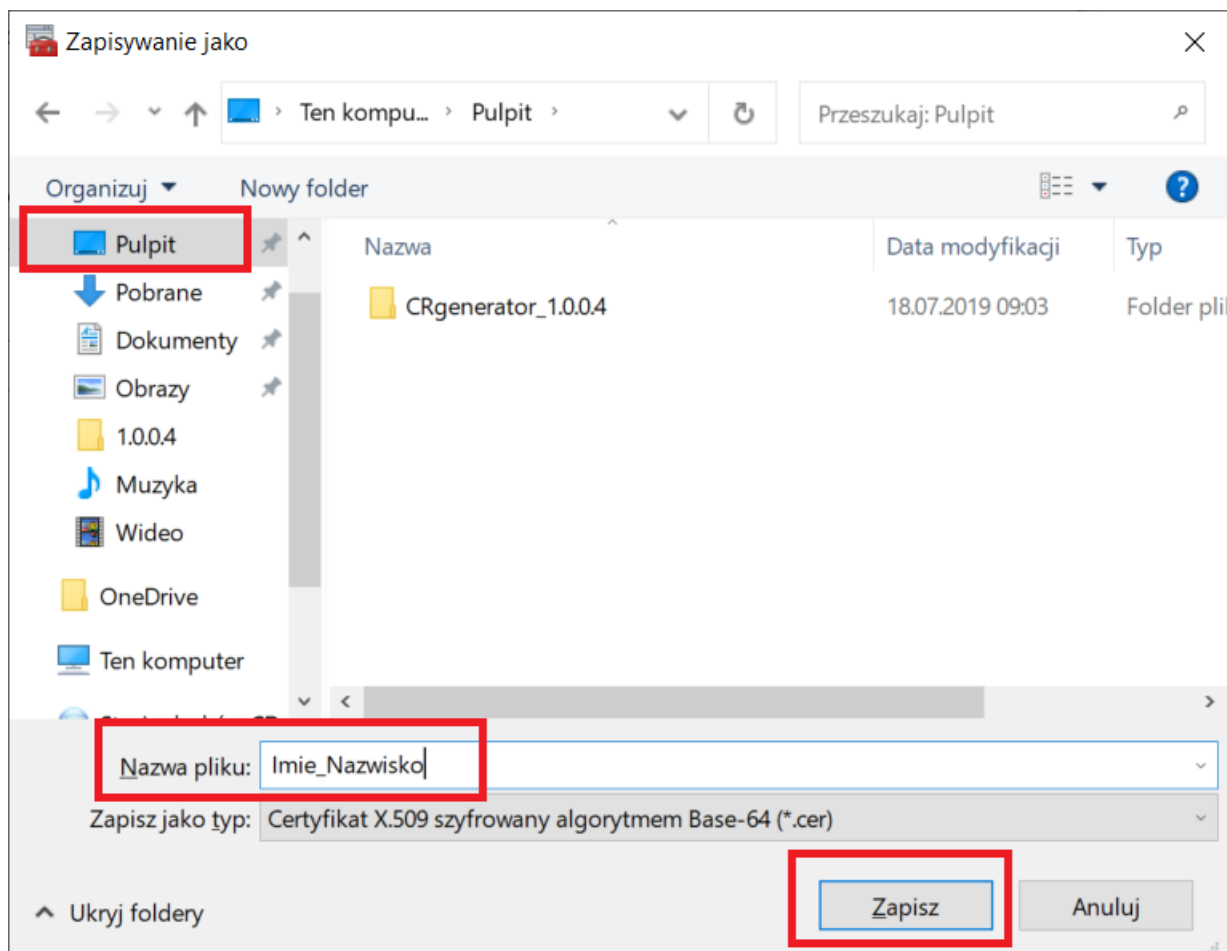 Zapisywanie jako
Ten kompu... Pulpit
Przeszukaj: Pulpit
Organizuj
Nowy folder
Pulpit
Pobrane
Dokumenty
Obrazy
1.0.0.4
Muzyka
Wideo
OneDrive
Ten komputer
Nazwa Data modyfikacji Typ
CRgenerator_1.0.0.4 18.07.2019 09:03 Folder pli
Nazwa pliku: Imie_Nazwisko
Zapisz jako typ: Certyfikat X.509 szyfrowany algorytmem Base-64 (*.cer)
Ukryj foldery
Zapisz
Anuluj